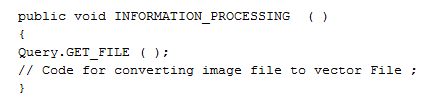 public void INFORMATION_PROCESSING ( )
{
Query.GET_FILE ( );
// Code for converting image file to vector File ;
}